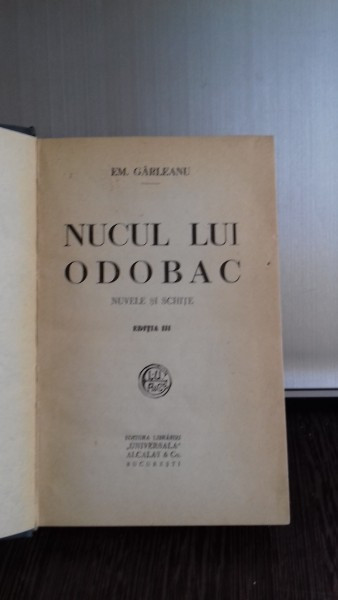 EM. GÂRLEANU
NUCUL LUI
ODOBAC
NUVELE ȘI SCHIȚE
EDIȚIA III
EDITURA LIBRĂRIEI
„UNIVERSALA”
ALCALAY & Co.
BUCUREȘTI